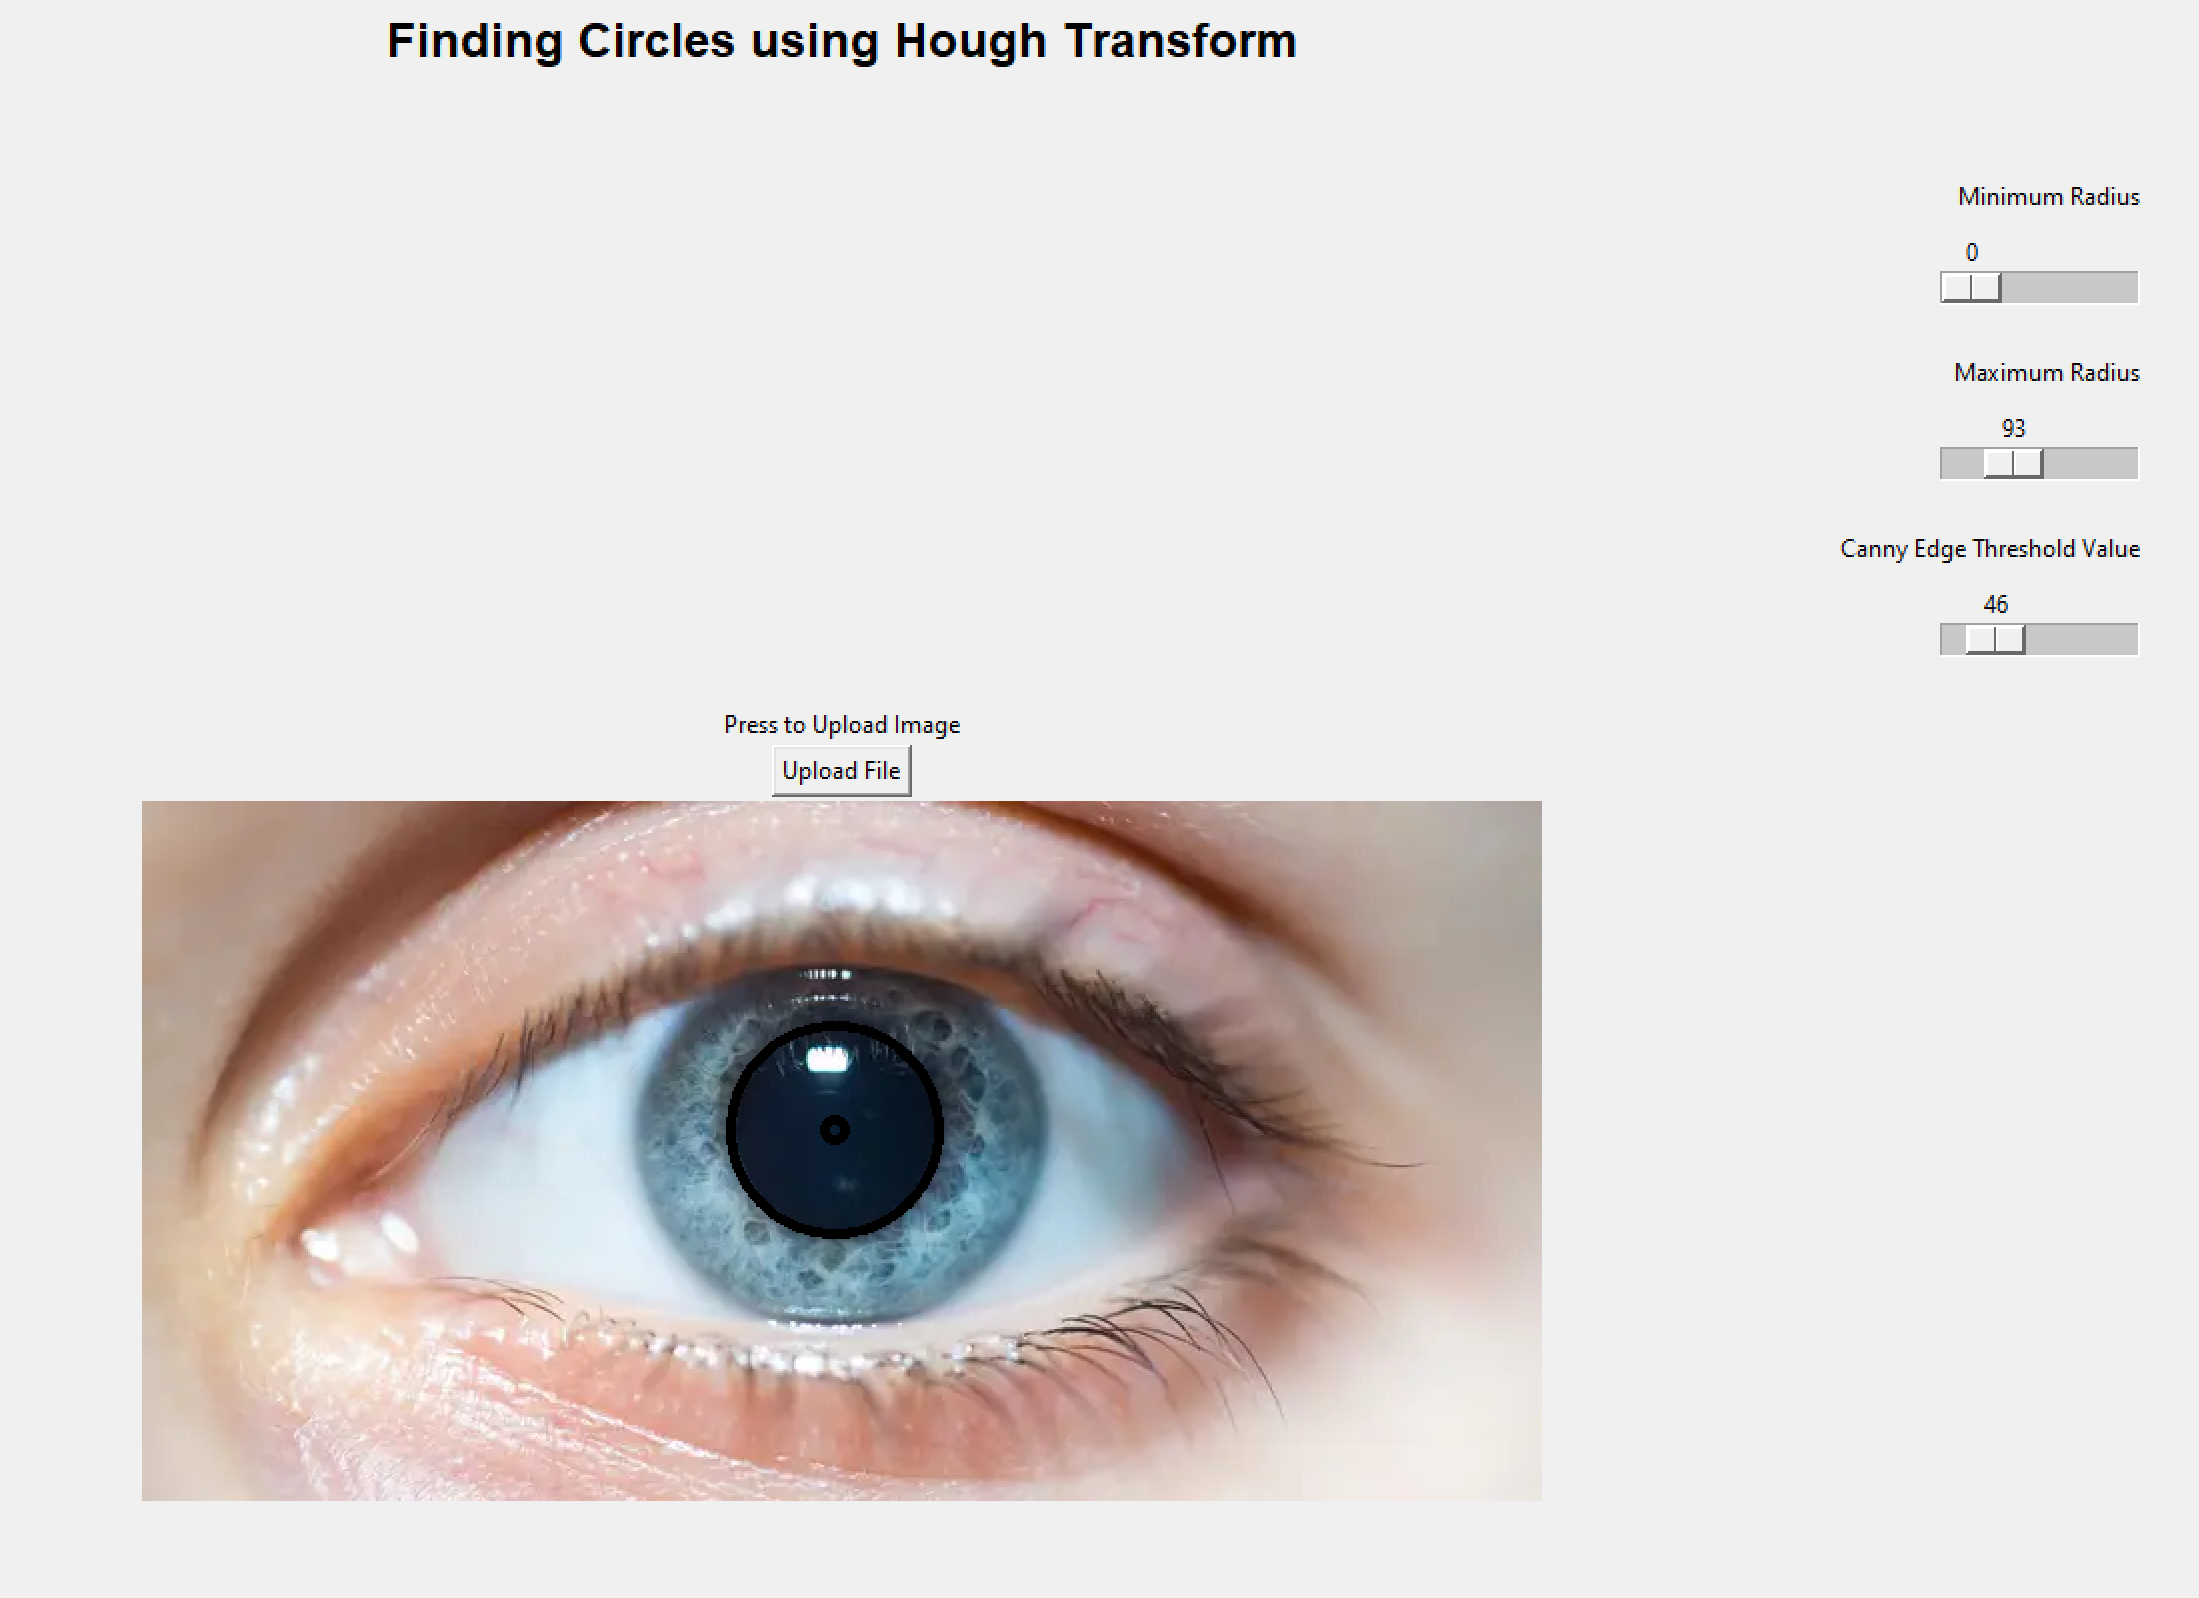 Finding Circles using Hough Transform
Minimum Radius
0
Maximum Radius
93
Canny Edge Threshold Value
46
Press to Upload Image
Upload File